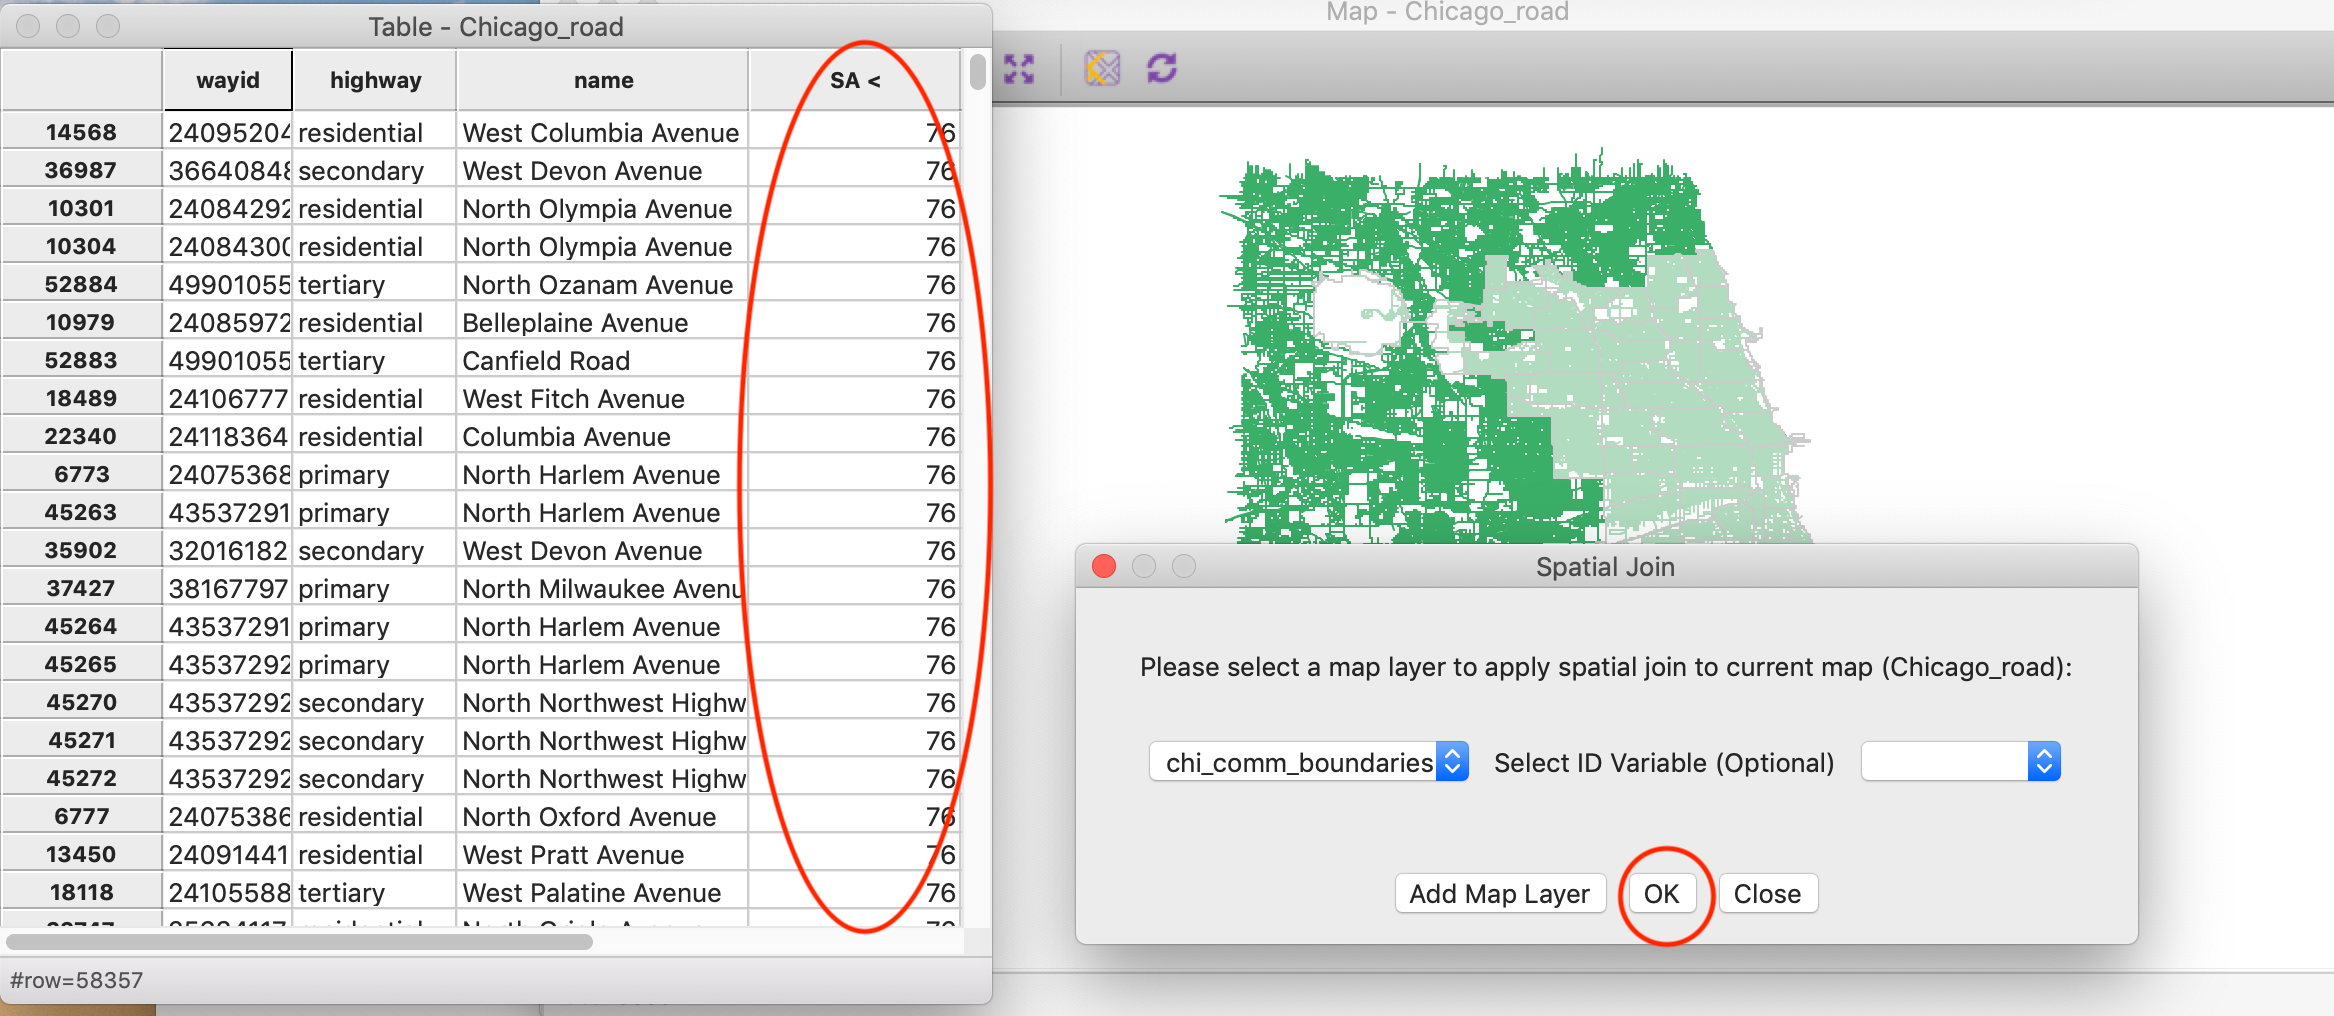 Table - Chicago_road
wayid highway name SA <
14568 24095204 residential West Columbia Avenue 76
36987 36640848 secondary West Devon Avenue 76
10301 24084292 residential North Olympia Avenue 76
10304 24084300 residential North Olympia Avenue 76
52884 49901055 tertiary North Ozanam Avenue 76
10979 24085972 residential Belleplaine Avenue 76
52883 49901055 tertiary Canfield Road 76
18489 24106777 residential West Fitch Avenue 76
22340 24118364 residential Columbia Avenue 76
6773 24075368 primary North Harlem Avenue 76
45263 43537291 primary North Harlem Avenue 76
35902 32016182 secondary West Devon Avenue 76
37427 38167797 primary North Milwaukee Avenu 76
45264 43537291 primary North Harlem Avenue 76
45265 43537292 primary North Harlem Avenue 76
45270 43537292 secondary North Northwest Highw 76
45271 43537292 secondary North Northwest Highw 76
45272 43537292 secondary North Northwest Highw 76
6777 24075386 residential North Oxford Avenue 76
13450 24091441 residential West Pratt Avenue 76
18118 24105588 tertiary West Palatine Avenue 76
#row=58357
Map - Chicago_road
Spatial Join
Please select a map layer to apply spatial join to current map (Chicago_road):
chi_comm_boundaries Select ID Variable (Optional)
Add Map Layer OK Close